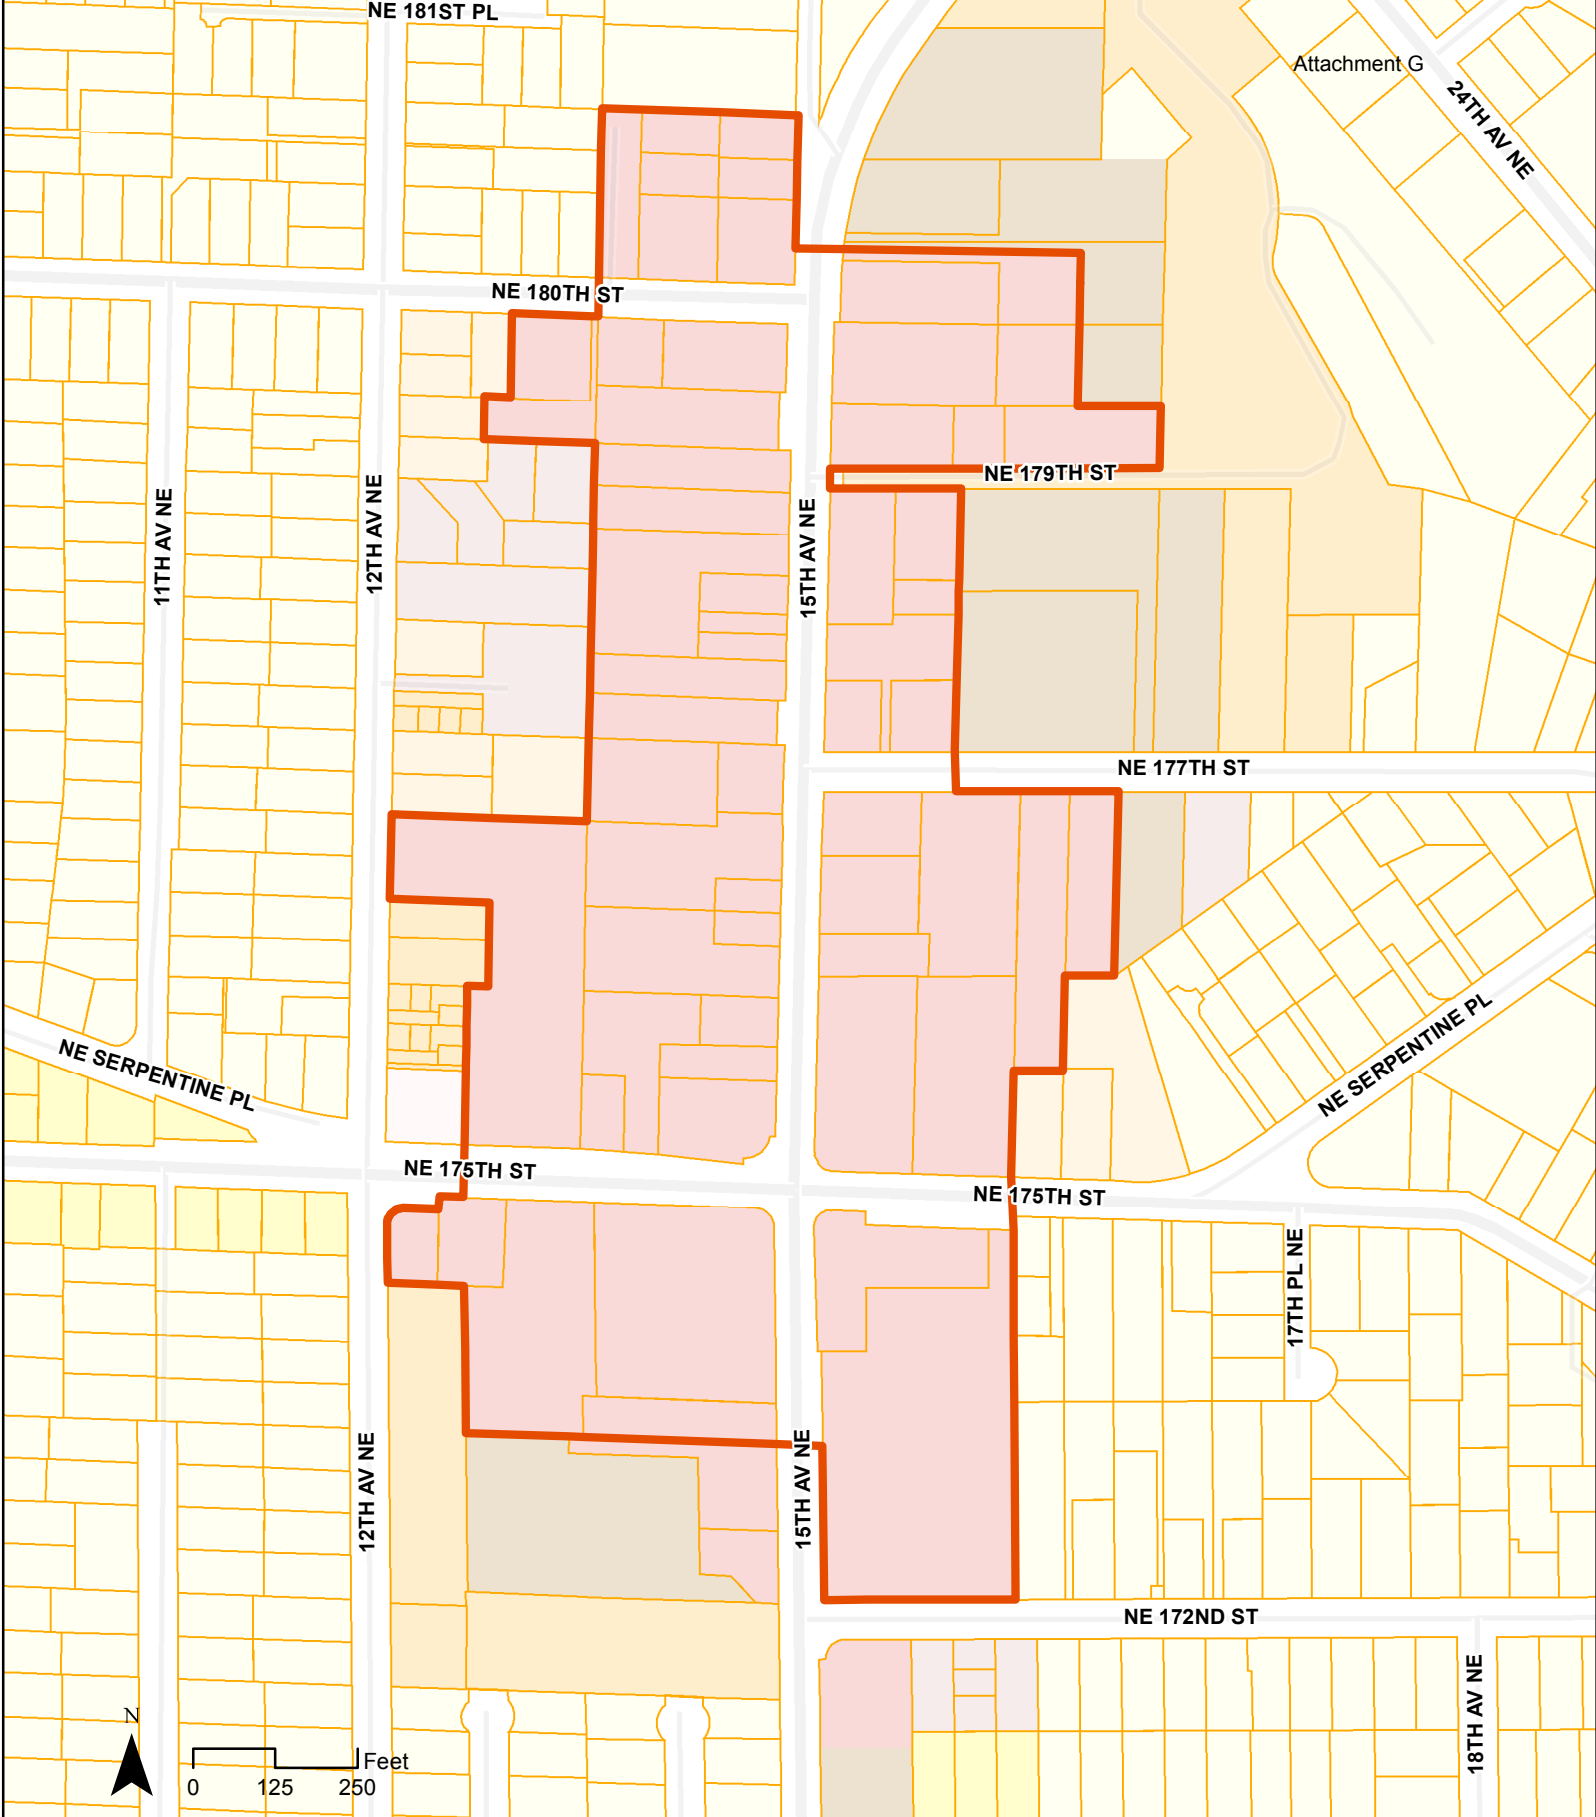 NE 181ST PL
Attachment G
24TH AV NE
NE 180TH ST
NE 179TH ST
11TH AV NE
12TH AV NE
15TH AV NE
NE 177TH ST
NE SERPENTINE PL
NE SERPENTINE PL
NE 175TH ST
NE 175TH ST
17TH PL NE
12TH AV NE
15TH AV NE
NE 172ND ST
18TH AV NE
N
Feet
0 125 250